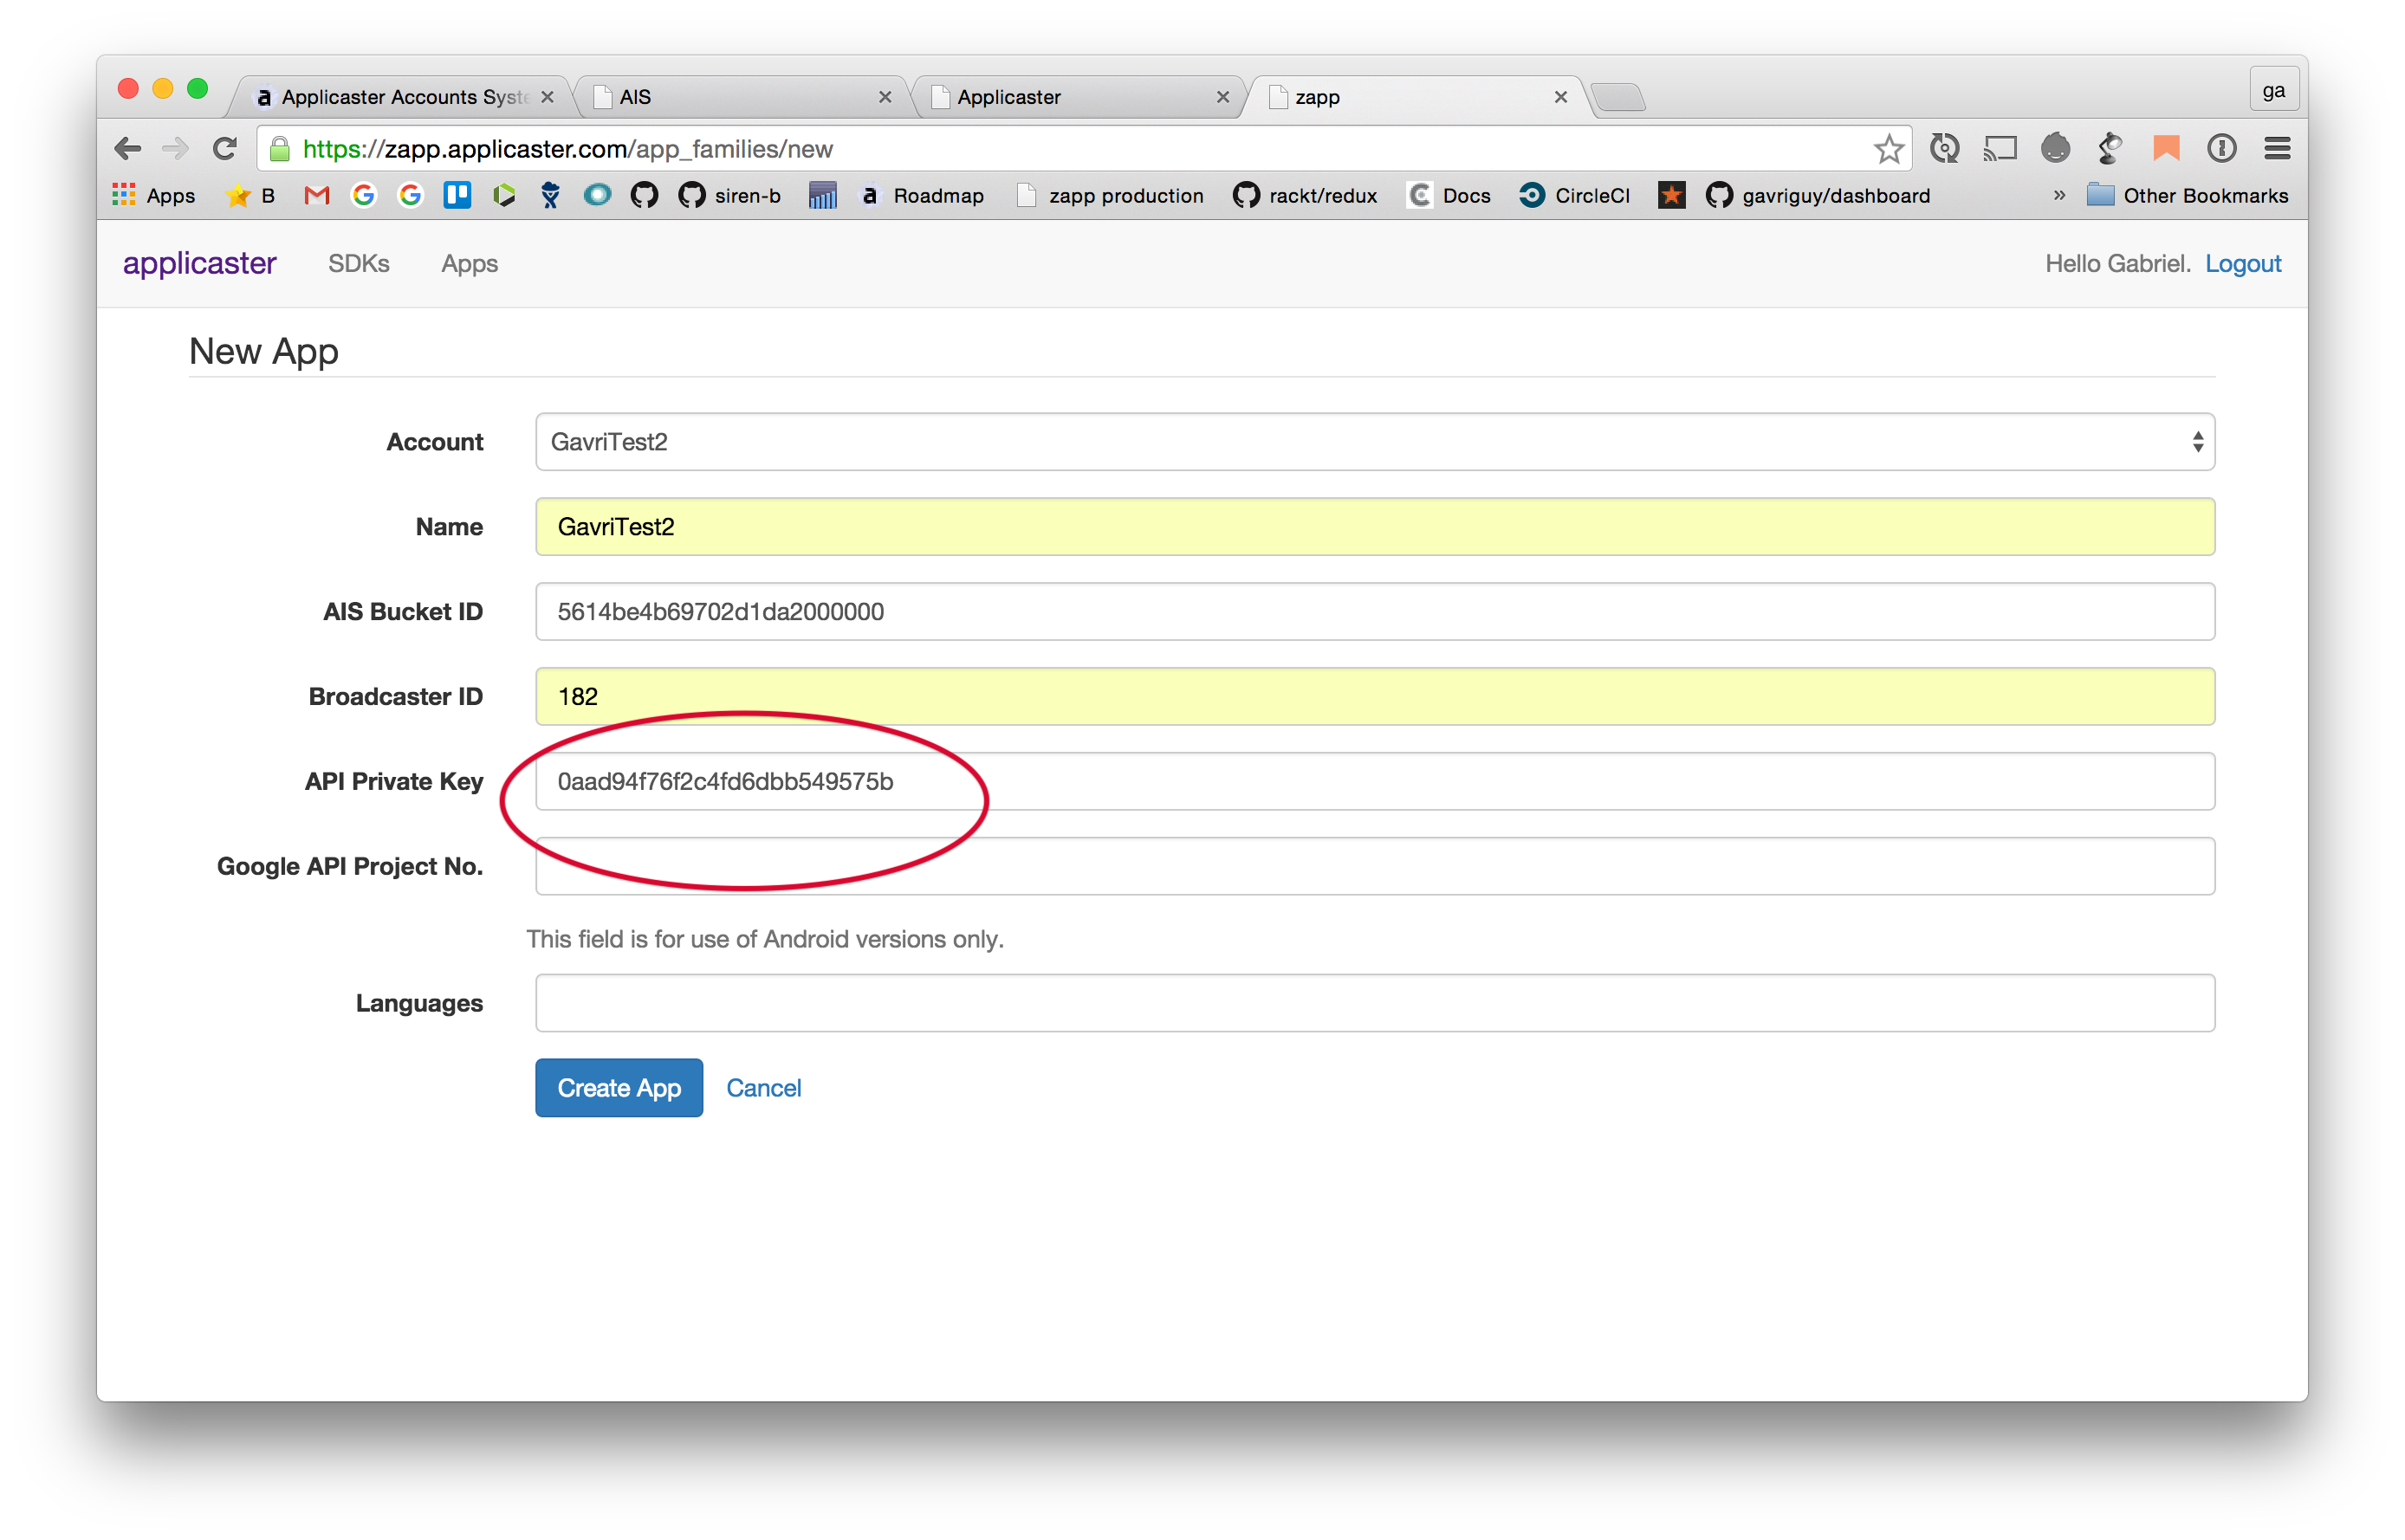 Applicaster Accounts Syste
AIS
Applicaster
zapp
ga
https://zapp.applicaster.com/app_families/new
Apps B siren-b Roadmap zapp production rackt/redux Docs CircleCI gavriguy/dashboard » Other Bookmarks
applicaster SDKs Apps Hello Gabriel. Logout
New App
Account GavriTest2
Name GavriTest2
AIS Bucket ID 5614be4b69702d1da2000000
Broadcaster ID 182
API Private Key 0aad94f76f2c4fd6dbb549575b
Google API Project No.
This field is for use of Android versions only.
Languages
Create App Cancel